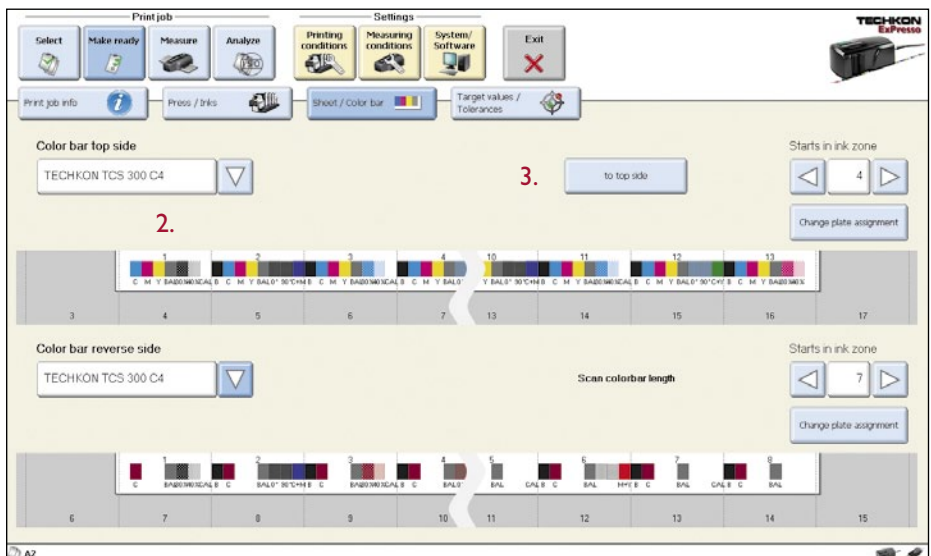 Print job
Settings
Select
Make ready
Measure
Analyze
Printing conditions
Measuring conditions
System/ Software
Exit
TECHKON
ExPresso
Print job info
Press / Inks
Sheet / Color bar
Target values / Tolerances
Color bar top side
Starts in ink zone
TECHKON TCS 300 C4
3.
to top side
4
2.
Change plate assignment
1 2 3 4 10 11 12 13
3 4 5 6 7 13 14 15 16 17
Color bar reverse side
Starts in ink zone
TECHKON TCS 300 C4
Scan colorbar length
7
Change plate assignment
1 2 3 4 5 6 7 8
6 7 8 9 10 11 12 13 14 15
A2